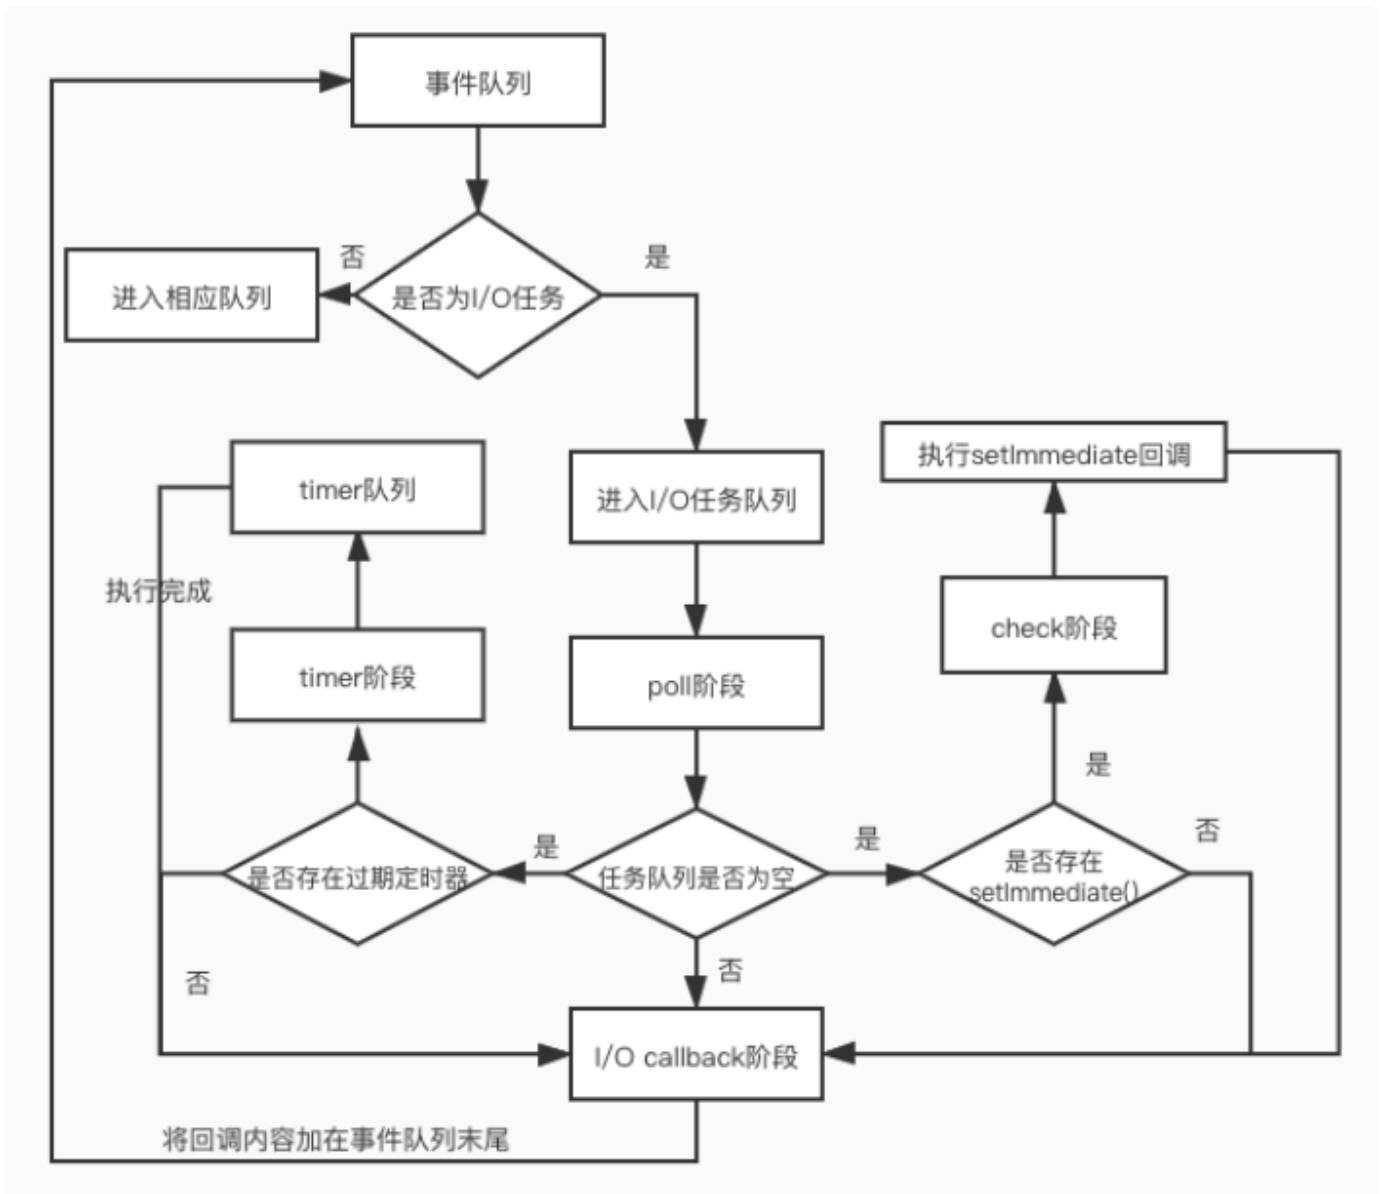 事件队列
否
是
进入相应队列
是否为I/O任务
执行setImmediate回调
timer队列
进入I/O任务队列
执行完成
check阶段
timer阶段
poll阶段
是
是
是
否
是否存在过期定时器
任务队列是否为空
是否存在
setImmediate()
否
否
I/O callback阶段
将回调内容加在事件队列末尾